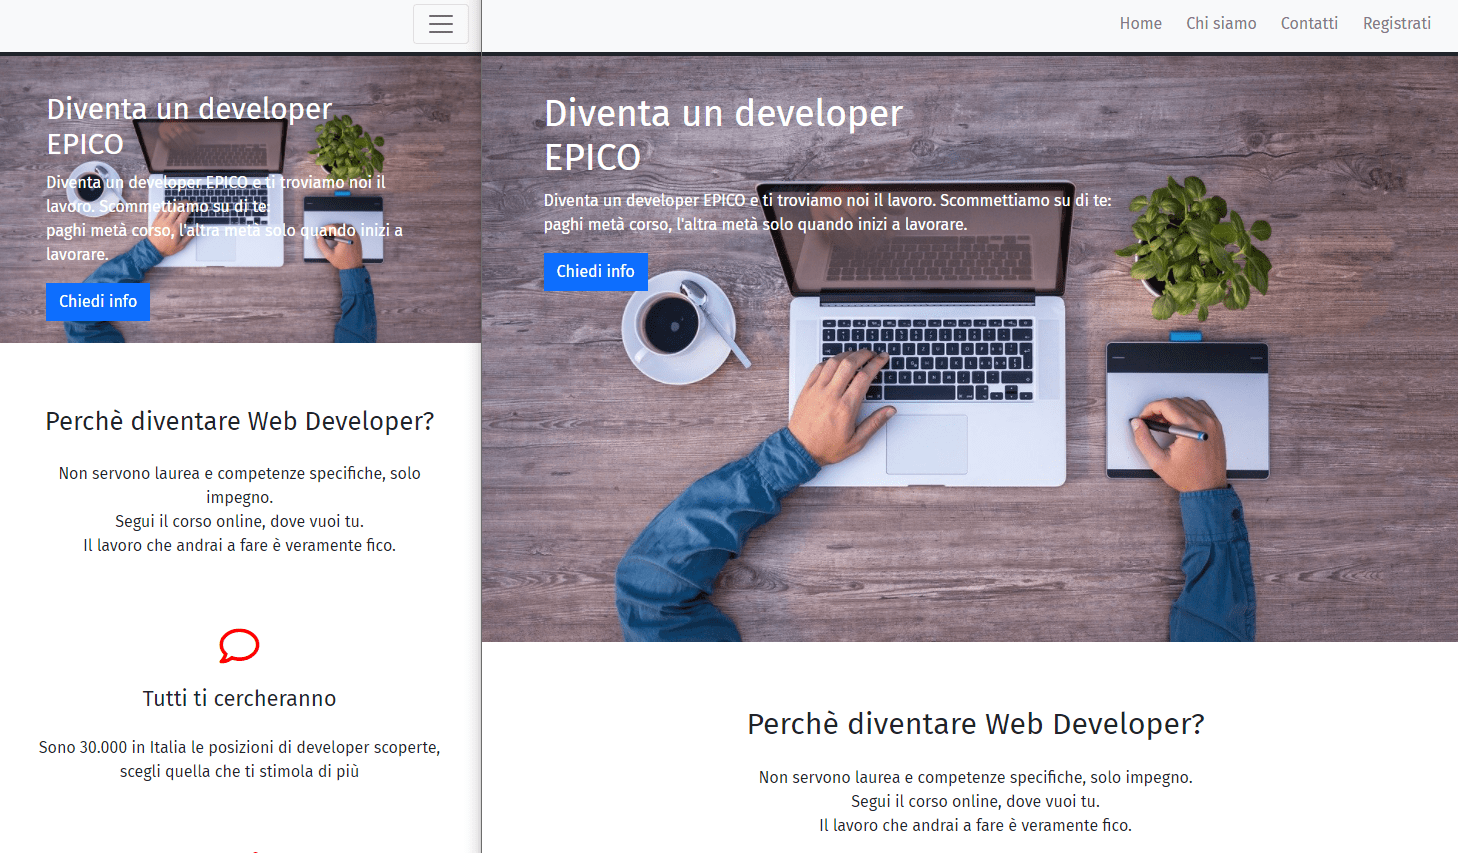 Diventa un developer
EPICO
Diventa un developer EPICO e ti troviamo noi il
lavoro. Scommettiamo su di te:
paghi metà corso, l'altra metà solo quando inizi a
lavorare.
Chiedi info
Perchè diventare Web Developer?
Non servono laurea e competenze specifiche, solo
impegno.
Segui il corso online, dove vuoi tu.
Il lavoro che andrai a fare è veramente fico.
Tutti ti cercheranno
Sono 30.000 in Italia le posizioni di developer scoperte,
scegli quella che ti stimola di più
Home Chi siamo Contatti Registrati
Diventa un developer
EPICO
Diventa un developer EPICO e ti troviamo noi il lavoro. Scommettiamo su di te:
paghi metà corso, l'altra metà solo quando inizi a lavorare.
Chiedi info
Perchè diventare Web Developer?
Non servono laurea e competenze specifiche, solo impegno.
Segui il corso online, dove vuoi tu.
Il lavoro che andrai a fare è veramente fico.